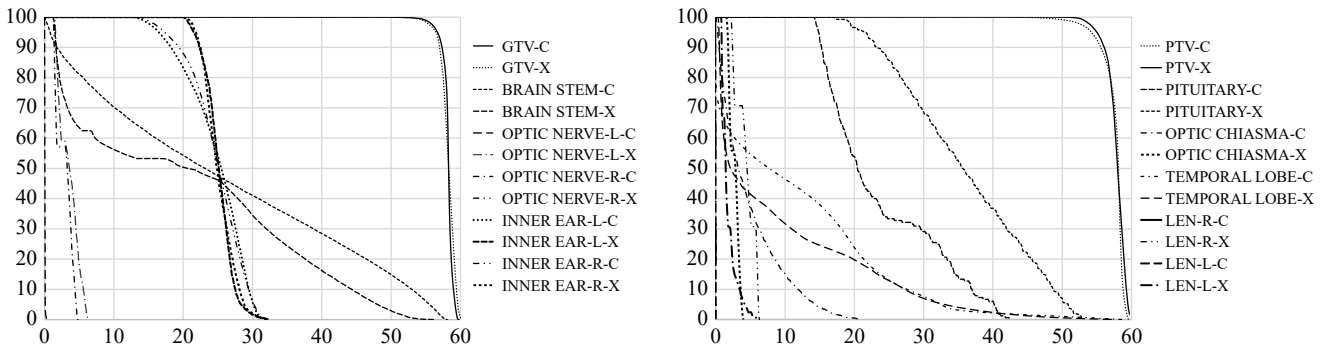 100
90
80
70
60
50
40
30
20
10
0
0 10 20 30 40 50 60
GTV-C
GTV-X
BRAIN STEM-C
BRAIN STEM-X
OPTIC NERVE-L-C
OPTIC NERVE-L-X
OPTIC NERVE-R-C
OPTIC NERVE-R-X
INNER EAR-L-C
INNER EAR-L-X
INNER EAR-R-C
INNER EAR-R-X
100
90
80
70
60
50
40
30
20
10
0
0 10 20 30 40 50 60
PTV-C
PTV-X
PITUITARY-C
PITUITARY-X
OPTIC CHIASMA-C
OPTIC CHIASMA-X
TEMPORAL LOBE-C
TEMPORAL LOBE-X
LEN-R-C
LEN-R-X
LEN-L-C
LEN-L-X